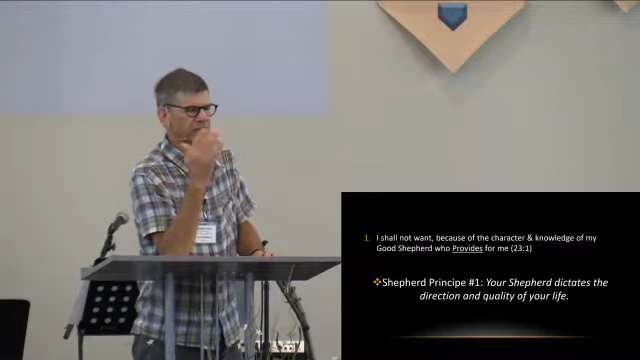 1. I shall not want, because of the character & knowledge of my
Good Shepherd who Provides for me (23:1)
❖Shepherd Principe #1: Your Shepherd dictates the
direction and quality of your life.